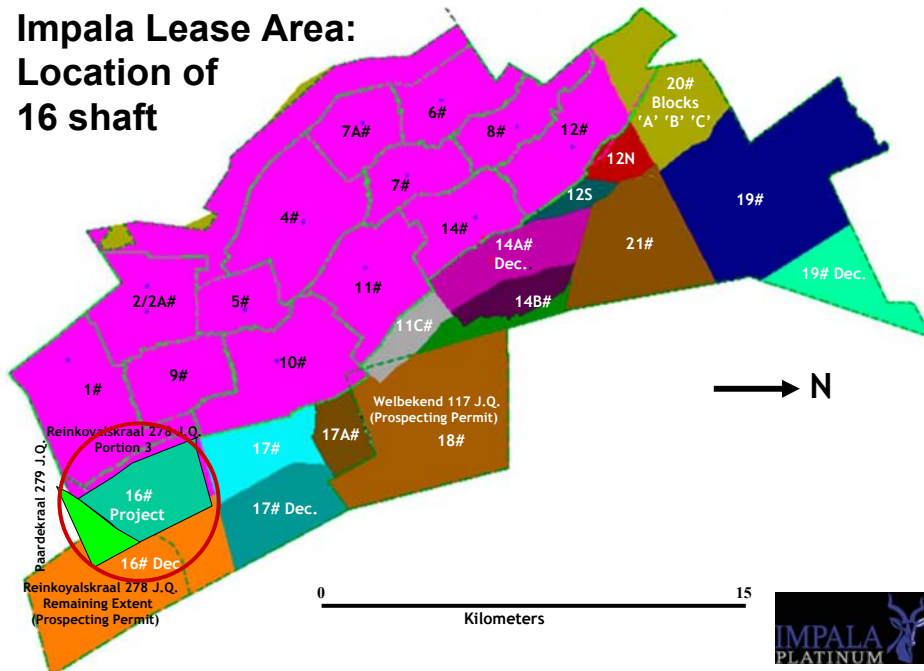 Impala Lease Area:
Location of
16 shaft
6#
7A#
8#
12#
20#
Blocks
‘A’ ‘B’ ‘C’
12N
7#
12S
19#
4#
14#
14A#
Dec.
21#
19# Dec.
2/2A#
5#
11#
14B#
11C#
1#
9#
10#
N
Welbekend 117 J.Q.
(Prospecting Permit)
18#
17A#
17#
17# Dec.
Reinkoyalskraal 278 J.Q.
Portion 3
Paardekraal 279 J.Q.
16#
Project
16# Dec
Reinkoyalskraal 278 J.Q.
Remaining Extent
(Prospecting Permit)
0
15
Kilometers
IMPALA
PLATINUM